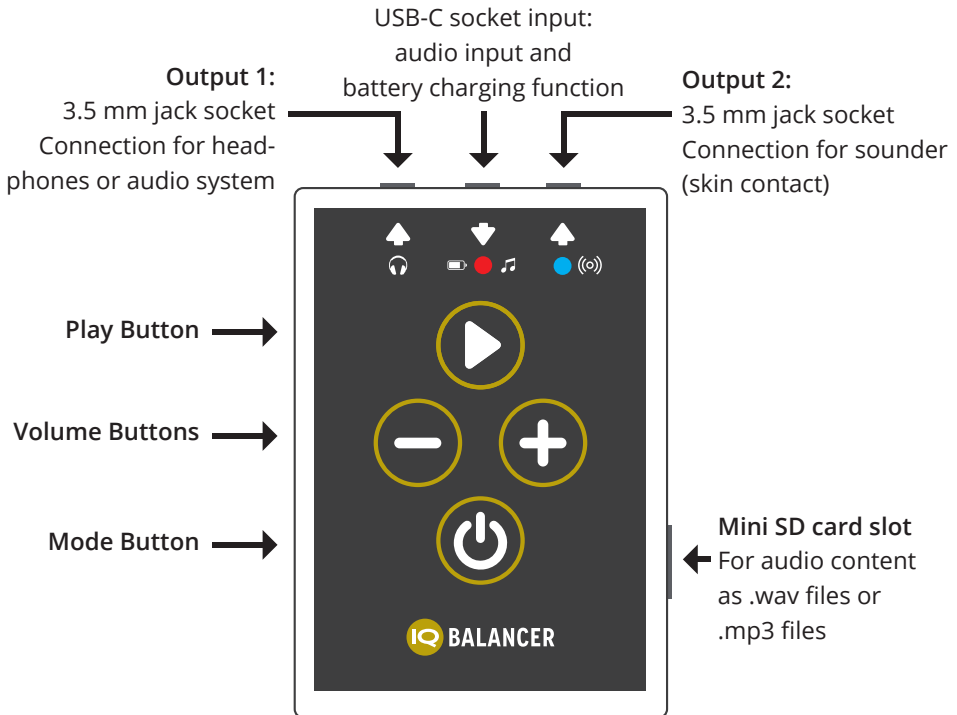 USB-C socket input:
audio input and
battery charging function
Output 1:
3.5 mm jack socket
Connection for head-
phones or audio system
Output 2:
3.5 mm jack socket
Connection for sounder
(skin contact)
Play Button
Volume Buttons
Mode Button
Mini SD card slot
For audio content
as .wav files or
.mp3 files
IQ BALANCER